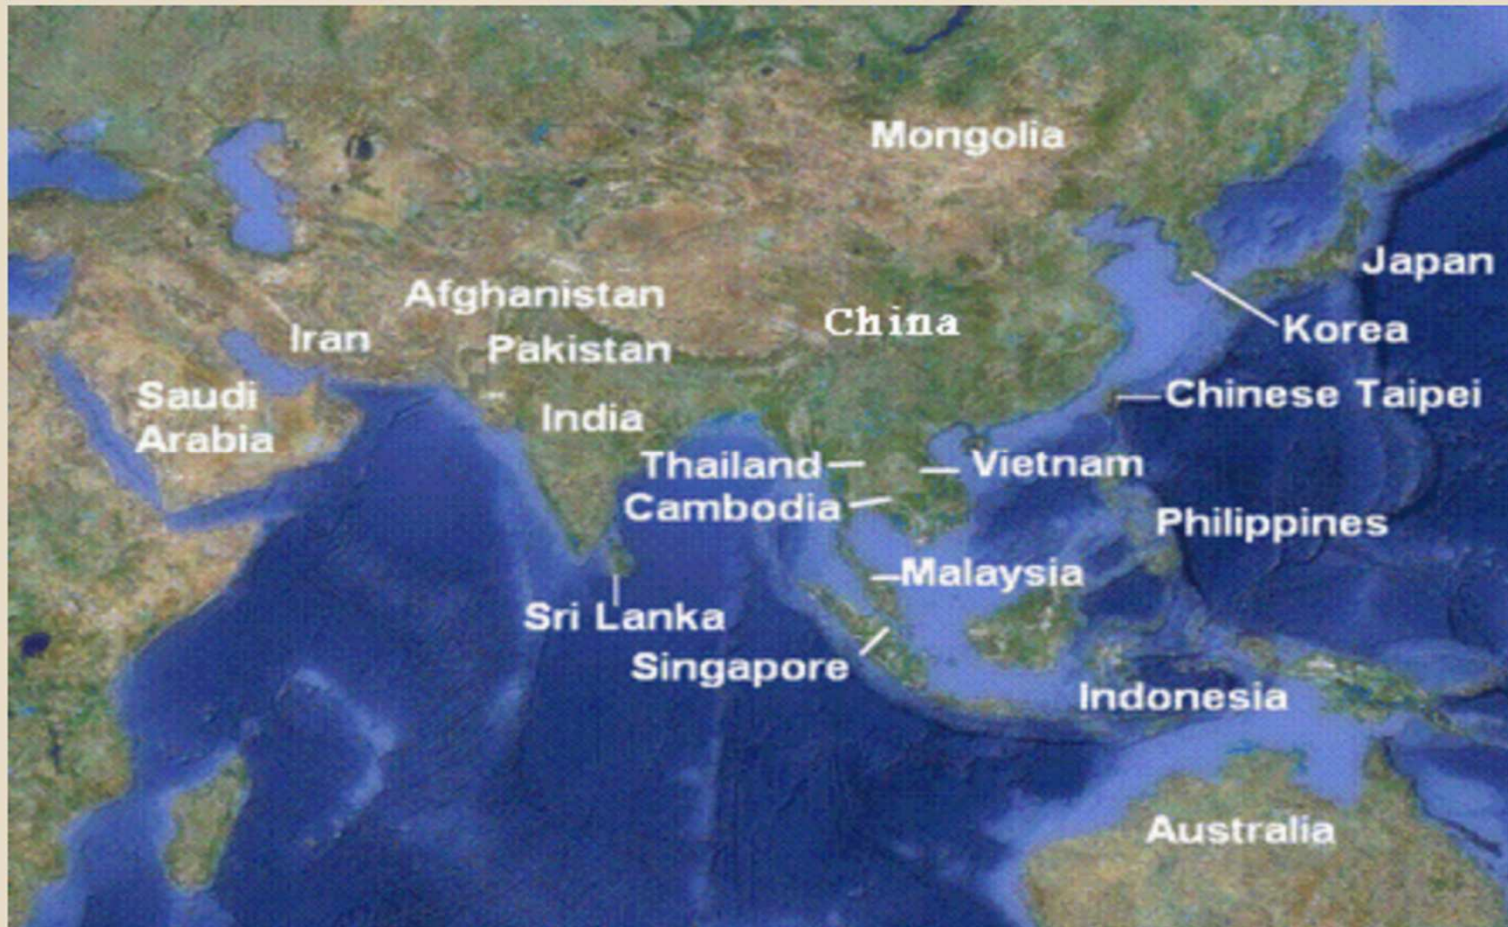 Mongolia
Japan
Afghanistan
China
Korea
Iran
Pakistan
Saudi
Arabia
Chinese Taipei
India
Thailand
Vietnam
Cambodia
Philippines
Malaysia
Sri Lanka
Singapore
Indonesia
Australia